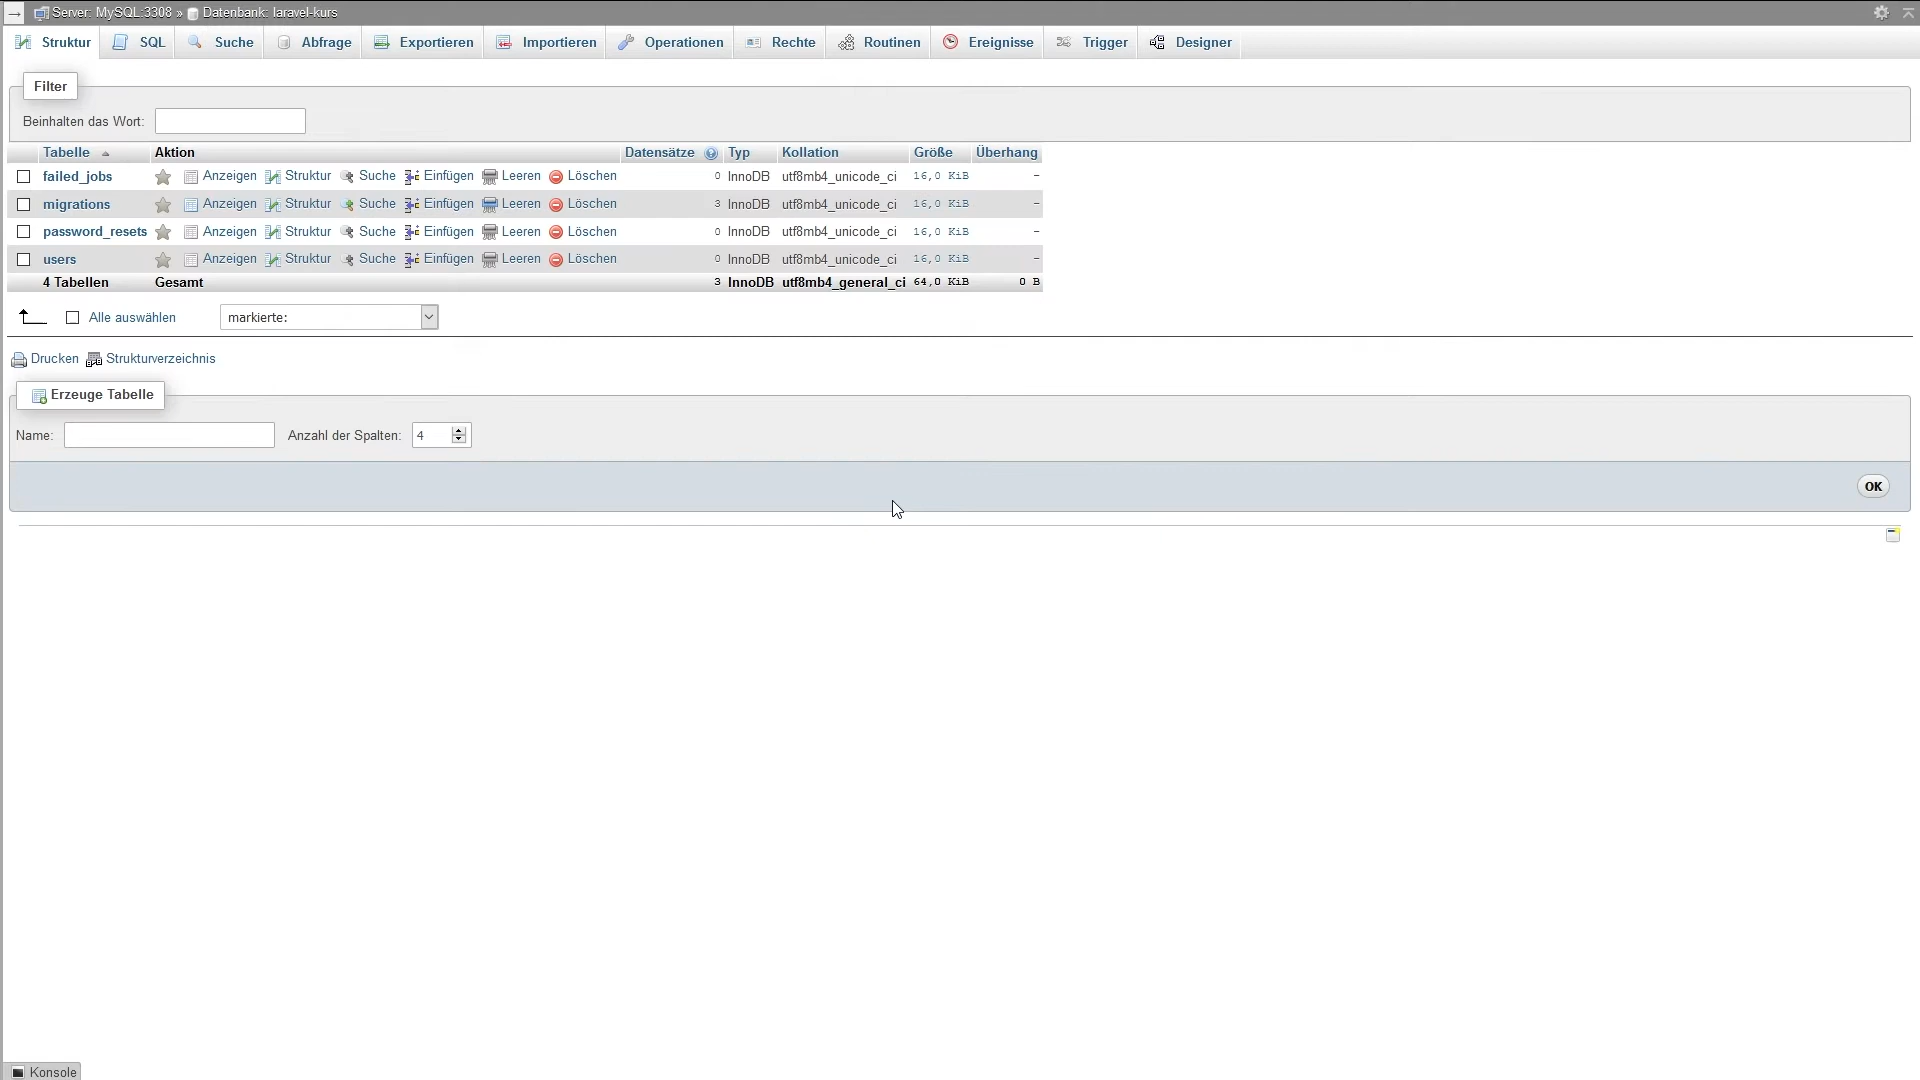 Server: MySQL:3308 » Datenbank: laravel-kurs
Struktur SQL Suche Abfrage Exportieren Importieren Operationen Rechte Routinen Ereignisse Trigger Designer
Filter
Beinhalten das Wort:
Tabelle Aktion Datensätze Typ Kollation Größe Überhang
failed_jobs Anzeigen Struktur Suche Einfügen Leeren Löschen 0 InnoDB utf8mb4_unicode_ci 16,0 KiB -
migrations Anzeigen Struktur Suche Einfügen Leeren Löschen 3 InnoDB utf8mb4_unicode_ci 16,0 KiB -
password_resets Anzeigen Struktur Suche Einfügen Leeren Löschen 0 InnoDB utf8mb4_unicode_ci 16,0 KiB -
users Anzeigen Struktur Suche Einfügen Leeren Löschen 0 InnoDB utf8mb4_unicode_ci 16,0 KiB -
4 Tabellen Gesamt 3 InnoDB utf8mb4_general_ci 64,0 KiB 0 B
Alle auswählen markierte:
Drucken Strukturverzeichnis
Erzeuge Tabelle
Name: Anzahl der Spalten: 4
OK
Konsole